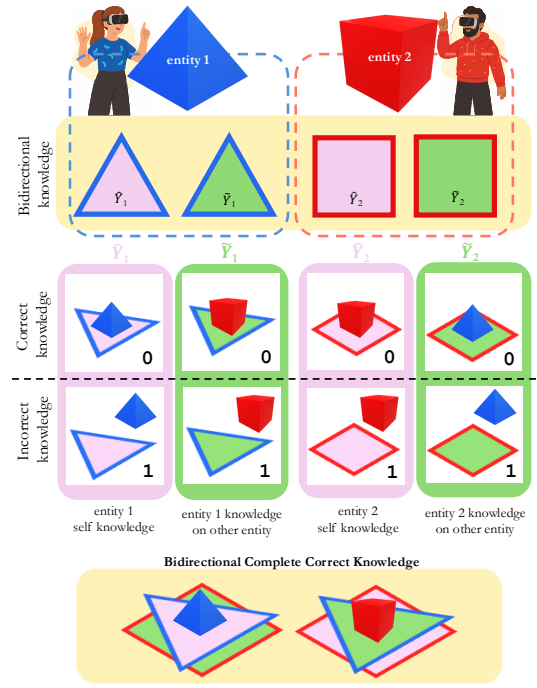 entity 1
entity 2
Bidirectional
knowledge
Ŷ₁
Ỹ₁
Ŷ₂
Ỹ₂
Ŷ₁
Ỹ₁
Ŷ₂
Ỹ₂
Correct
knowledge
0
0
0
0
Incorrect
knowledge
1
1
1
1
entity 1
self knowledge
entity 1 knowledge
on other entity
entity 2
self knowledge
entity 2 knowledge
on other entity
Bidirectional Complete Correct Knowledge